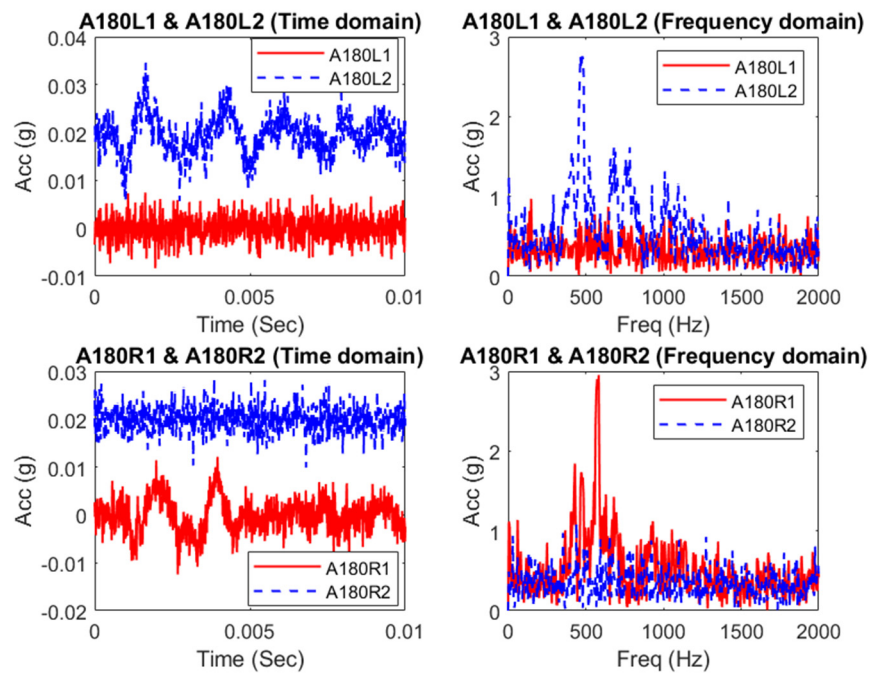 A180L1 & A180L2 (Time domain)
0.04
0.03
0.02
0.01
0
-0.01
Acc (g)
A180L1
A180L2
0
0.005
0.01
Time (Sec)
A180L1 & A180L2 (Frequency domain)
3
2
1
0
Acc (g)
A180L1
A180L2
0
500
1000
1500
2000
Freq (Hz)
A180R1 & A180R2 (Time domain)
0.03
0.02
0.01
0
-0.01
-0.02
Acc (g)
A180R1
A180R2
0
0.005
0.01
Time (Sec)
A180R1 & A180R2 (Frequency domain)
3
2
1
0
Acc (g)
A180R1
A180R2
0
500
1000
1500
2000
Freq (Hz)